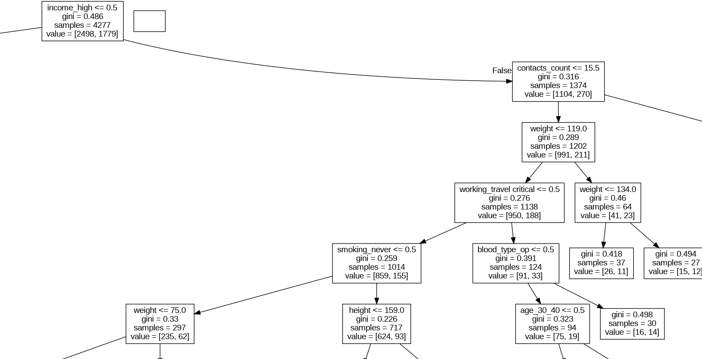 income_high <= 0.5
gini = 0.486
samples = 4277
value = [2498, 1779]
False
contacts_count <= 15.5
gini = 0.316
samples = 1374
value = [1104, 270]
weight <= 119.0
gini = 0.289
samples = 1202
value = [991, 211]
working_travel critical <= 0.5
gini = 0.276
samples = 1138
value = [950, 188]
weight <= 134.0
gini = 0.46
samples = 64
value = [41, 23]
smoking_never <= 0.5
gini = 0.259
samples = 1014
value = [859, 155]
blood_type_op <= 0.5
gini = 0.391
samples = 124
value = [91, 33]
gini = 0.418
samples = 37
value = [26, 11]
gini = 0.494
samples = 27
value = [15, 12]
weight <= 75.0
gini = 0.33
samples = 297
value = [235, 62]
height <= 159.0
gini = 0.226
samples = 717
value = [624, 93]
age_30_40 <= 0.5
gini = 0.323
samples = 94
value = [75, 19]
gini = 0.498
samples = 30
value = [16, 14]